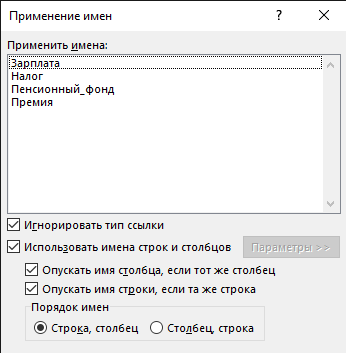 Применение имен
?
Применить имена:
Зарплата
Налог
Пенсионный_фонд
Премия
Игнорировать тип ссылки
Использовать имена строк и столбцов
Параметры >>
Опускать имя столбца, если тот же столбец
Опускать имя строки, если та же строка
Порядок имен
Строка, столбец
Столбец, строка